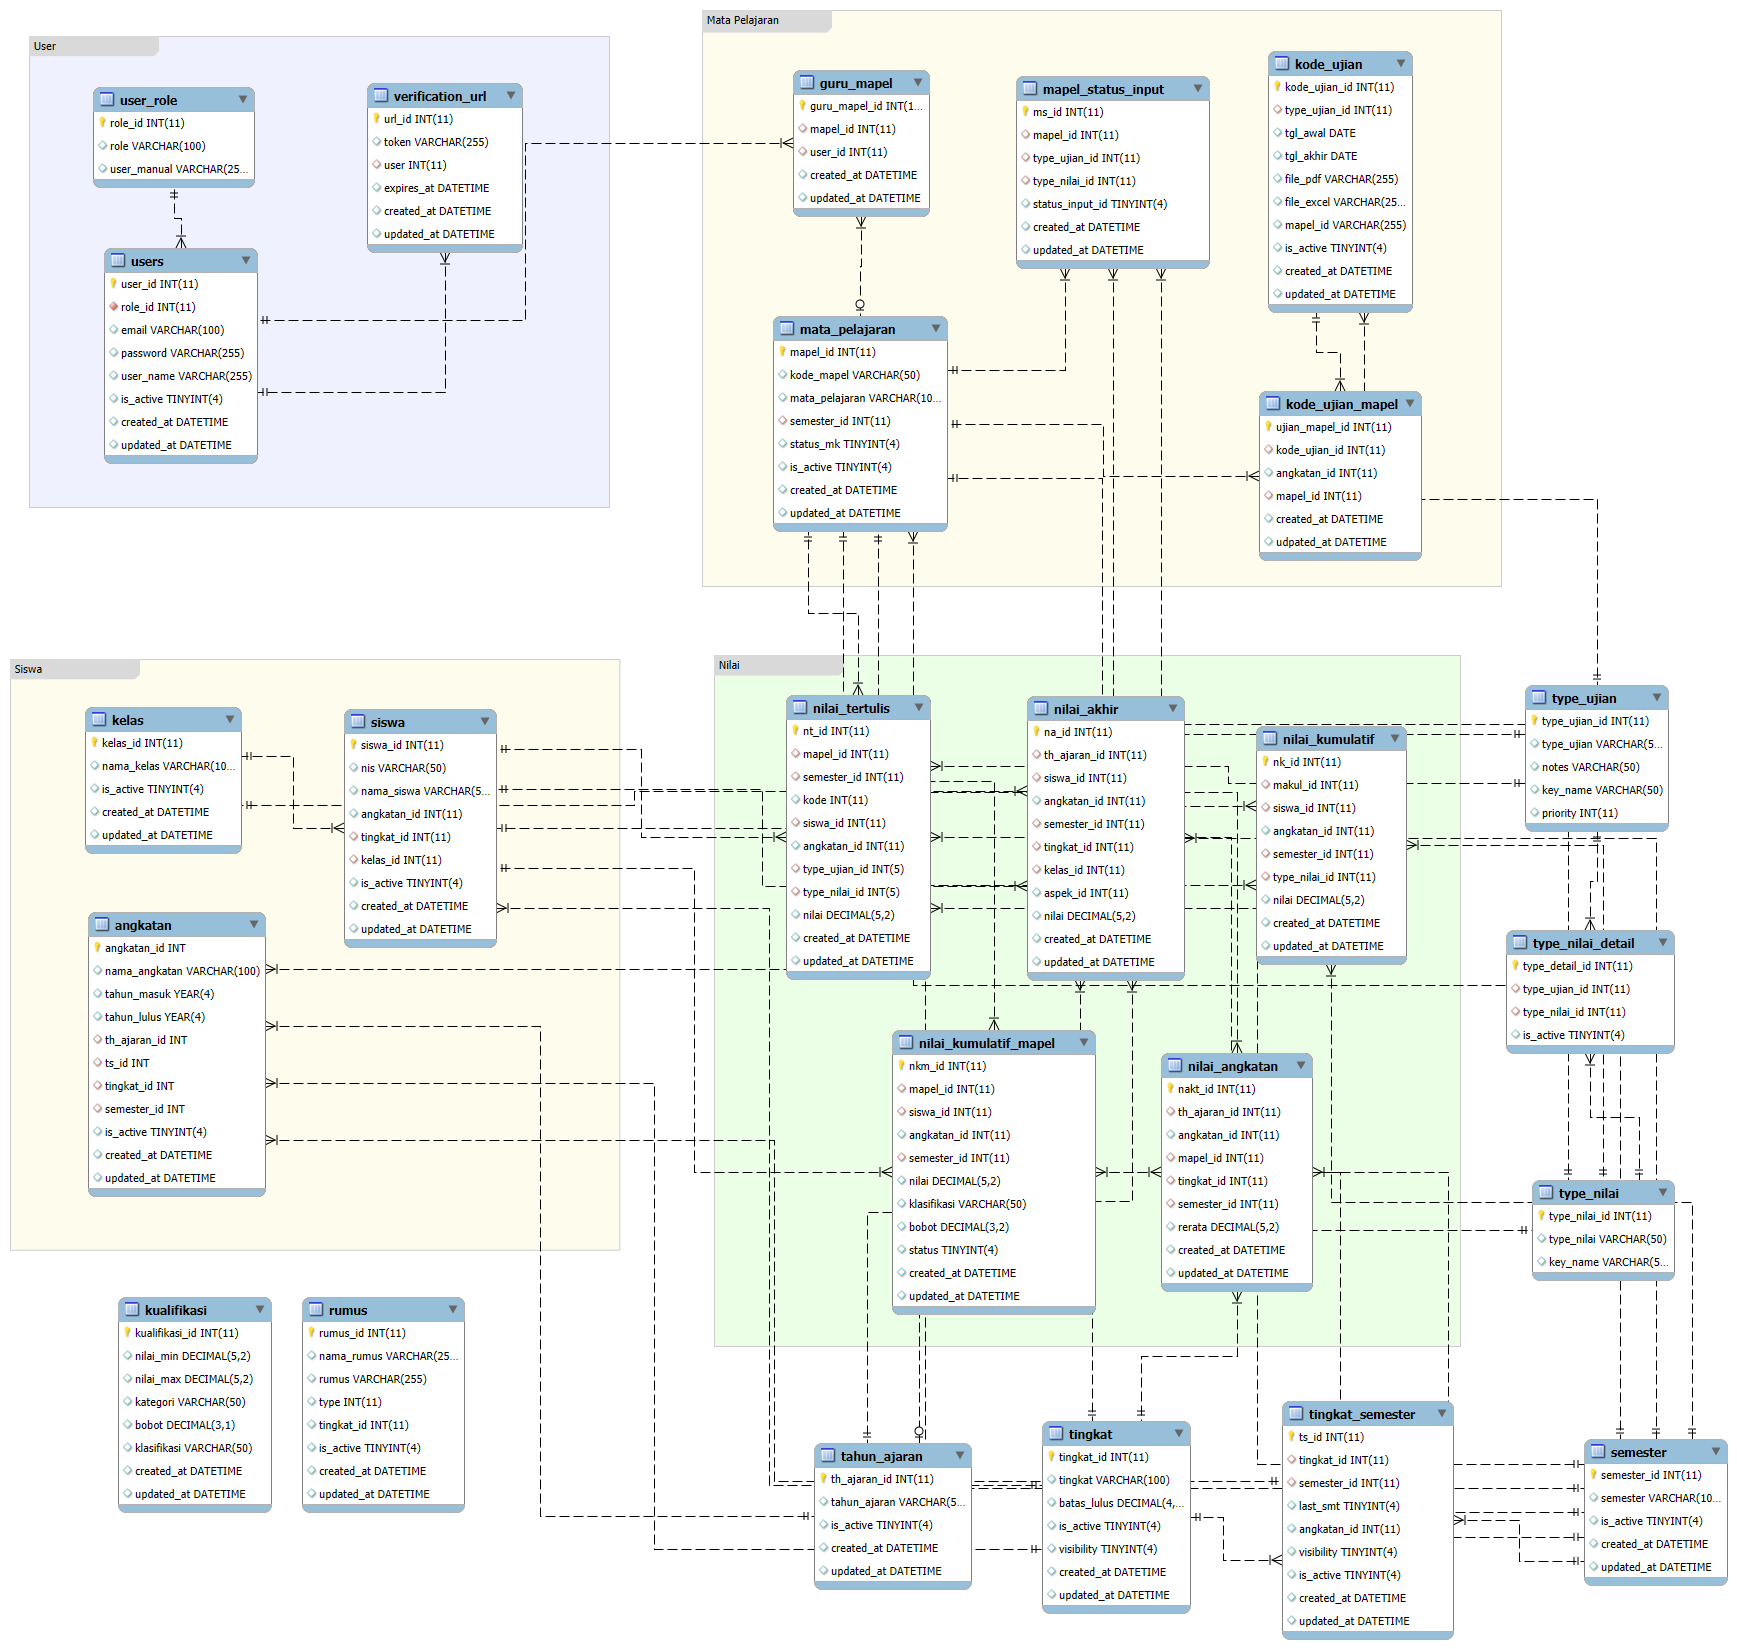 User
user_role
role_id INT(11)
role VARCHAR(100)
user_manual VARCHAR(25...
verification_url
url_id INT(11)
token VARCHAR(255)
user INT(11)
expires_at DATETIME
created_at DATETIME
updated_at DATETIME
users
user_id INT(11)
role_id INT(11)
email VARCHAR(100)
password VARCHAR(255)
user_name VARCHAR(255)
is_active TINYINT(4)
created_at DATETIME
updated_at DATETIME
Mata Pelajaran
guru_mapel
guru_mapel_id INT(1...
mapel_id INT(11)
user_id INT(11)
created_at DATETIME
updated_at DATETIME
mapel_status_input
ms_id INT(11)
mapel_id INT(11)
type_ujian_id INT(11)
type_nilai_id INT(11)
status_input_id TINYINT(4)
created_at DATETIME
updated_at DATETIME
kode_ujian
kode_ujian_id INT(11)
type_ujian_id INT(11)
tgl_awal DATE
tgl_akhir DATE
file_pdf VARCHAR(255)
file_excel VARCHAR(25...
mapel_id VARCHAR(255)
is_active TINYINT(4)
created_at DATETIME
updated_at DATETIME
mata_pelajaran
mapel_id INT(11)
kode_mapel VARCHAR(50)
mata_pelajaran VARCHAR(10...
semester_id INT(11)
status_mk TINYINT(4)
is_active TINYINT(4)
created_at DATETIME
updated_at DATETIME
kode_ujian_mapel
ujian_mapel_id INT(11)
kode_ujian_id INT(11)
angkatan_id INT(11)
mapel_id INT(11)
created_at DATETIME
udpated_at DATETIME
Siswa
kelas
kelas_id INT(11)
nama_kelas VARCHAR(10...
is_active TINYINT(4)
created_at DATETIME
updated_at DATETIME
siswa
siswa_id INT(11)
nis VARCHAR(50)
nama_siswa VARCHAR(5...
angkatan_id INT(11)
tingkat_id INT(11)
kelas_id INT(11)
is_active TINYINT(4)
created_at DATETIME
updated_at DATETIME
angkatan
angkatan_id INT
nama_angkatan VARCHAR(100)
tahun_masuk YEAR(4)
tahun_lulus YEAR(4)
th_ajaran_id INT
ts_id INT
tingkat_id INT
semester_id INT
is_active TINYINT(4)
created_at DATETIME
updated_at DATETIME
Nilai
nilai_tertulis
nt_id INT(11)
mapel_id INT(11)
semester_id INT(11)
kode INT(11)
siswa_id INT(11)
angkatan_id INT(11)
type_ujian_id INT(5)
type_nilai_id INT(5)
nilai DECIMAL(5,2)
created_at DATETIME
updated_at DATETIME
nilai_akhir
na_id INT(11)
th_ajaran_id INT(11)
siswa_id INT(11)
angkatan_id INT(11)
semester_id INT(11)
tingkat_id INT(11)
kelas_id INT(11)
aspek_id INT(11)
nilai DECIMAL(5,2)
created_at DATETIME
updated_at DATETIME
nilai_kumulatif
nk_id INT(11)
makul_id INT(11)
siswa_id INT(11)
angkatan_id INT(11)
semester_id INT(11)
type_nilai_id INT(11)
nilai DECIMAL(5,2)
created_at DATETIME
updated_at DATETIME
nilai_kumulatif_mapel
nkm_id INT(11)
mapel_id INT(11)
siswa_id INT(11)
angkatan_id INT(11)
semester_id INT(11)
nilai DECIMAL(5,2)
klasifikasi VARCHAR(50)
bobot DECIMAL(3,2)
status TINYINT(4)
created_at DATETIME
updated_at DATETIME
nilai_angkatan
nakt_id INT(11)
th_ajaran_id INT(11)
angkatan_id INT(11)
mapel_id INT(11)
tingkat_id INT(11)
semester_id INT(11)
rerata DECIMAL(5,2)
created_at DATETIME
updated_at DATETIME
type_ujian
type_ujian_id INT(11)
type_ujian VARCHAR(5...
notes VARCHAR(50)
key_name VARCHAR(50)
priority INT(11)
type_nilai_detail
type_detail_id INT(11)
type_ujian_id INT(11)
type_nilai_id INT(11)
is_active TINYINT(4)
type_nilai
type_nilai_id INT(11)
type_nilai VARCHAR(50)
key_name VARCHAR(5...
kualifikasi
kualifikasi_id INT(11)
nilai_min DECIMAL(5,2)
nilai_max DECIMAL(5,2)
kategori VARCHAR(50)
bobot DECIMAL(3,1)
klasifikasi VARCHAR(50)
created_at DATETIME
updated_at DATETIME
rumus
rumus_id INT(11)
nama_rumus VARCHAR(25...
rumus VARCHAR(255)
type INT(11)
tingkat_id INT(11)
is_active TINYINT(4)
created_at DATETIME
updated_at DATETIME
tahun_ajaran
th_ajaran_id INT(11)
tahun_ajaran VARCHAR(5...
is_active TINYINT(4)
created_at DATETIME
updated_at DATETIME
tingkat
tingkat_id INT(11)
tingkat VARCHAR(100)
batas_lulus DECIMAL(4,...
is_active TINYINT(4)
visibility TINYINT(4)
created_at DATETIME
updated_at DATETIME
tingkat_semester
ts_id INT(11)
tingkat_id INT(11)
semester_id INT(11)
last_smt TINYINT(4)
angkatan_id INT(11)
visibility TINYINT(4)
is_active TINYINT(4)
created_at DATETIME
updated_at DATETIME
semester
semester_id INT(11)
semester VARCHAR(10...
is_active TINYINT(4)
created_at DATETIME
updated_at DATETIME